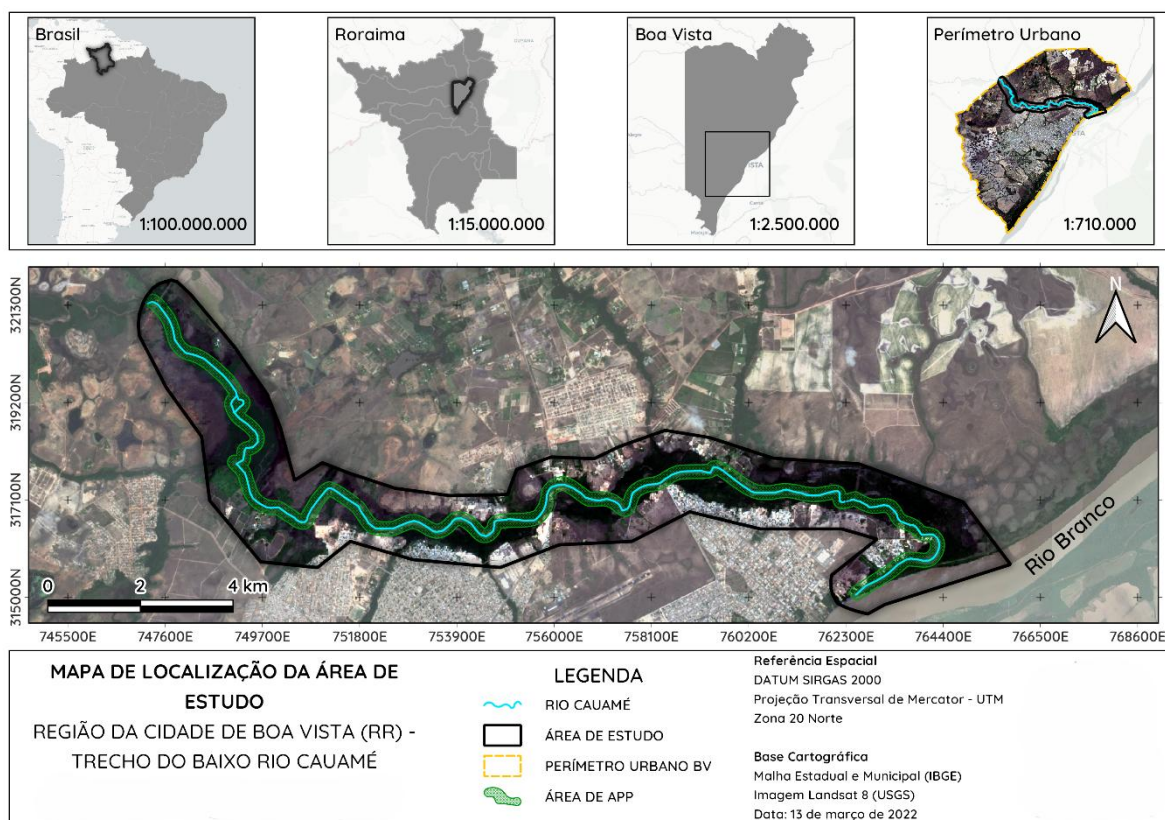 Brasil
1:100.000.000
Roraima
1:15.000.000
Boa Vista
1:2.500.000
Perímetro Urbano
1:710.000
N
321300N
319200N
317100N
315000N
Rio Branco
0 2 4 km
745500E 747600E 749700E 751800E 753900E 756000E 758100E 760200E 762300E 764400E 766500E 768600E
MAPA DE LOCALIZAÇÃO DA ÁREA DE
ESTUDO
REGIÃO DA CIDADE DE BOA VISTA (RR) -
TRECHO DO BAIXO RIO CAUAMÉ
LEGENDA
RIO CAUAMÉ
ÁREA DE ESTUDO
PERÍMETRO URBANO BV
ÁREA DE APP
Referência Espacial
DATUM SIRGAS 2000
Projeção Transversal de Mercator - UTM
Zona 20 Norte
Base Cartográfica
Malha Estadual e Municipal (IBGE)
Imagem Landsat 8 (USGS)
Data: 13 de março de 2022